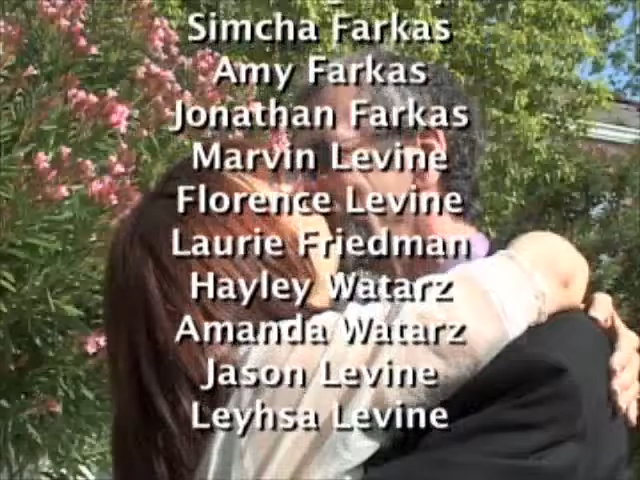 Simcha Farkas
Amy Farkas
Jonathan Farkas
Marvin Levine
Florence Levine
Laurie Friedman
Hayley Watarz
Amanda Watarz
Jason Levine
Leyhsa Levine